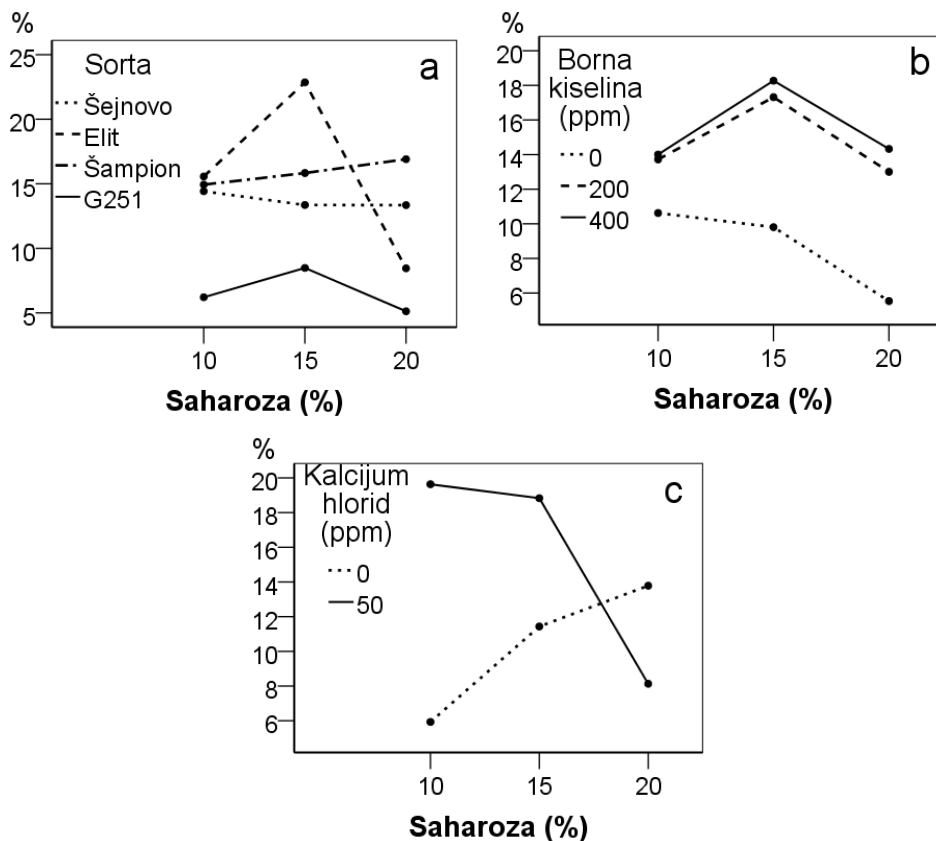 %
a
Sorta
Šejnovo
Elit
Šampion
G251
25
20
15
10
5
10 15 20
Saharoza (%)
b
Borna
kiselina
(ppm)
0
200
400
%
20
18
16
14
12
10
8
6
10 15 20
Saharoza (%)
%
c
Kalcijum
hlorid
(ppm)
0
50
20
18
16
14
12
10
8
6
10 15 20
Saharoza (%)